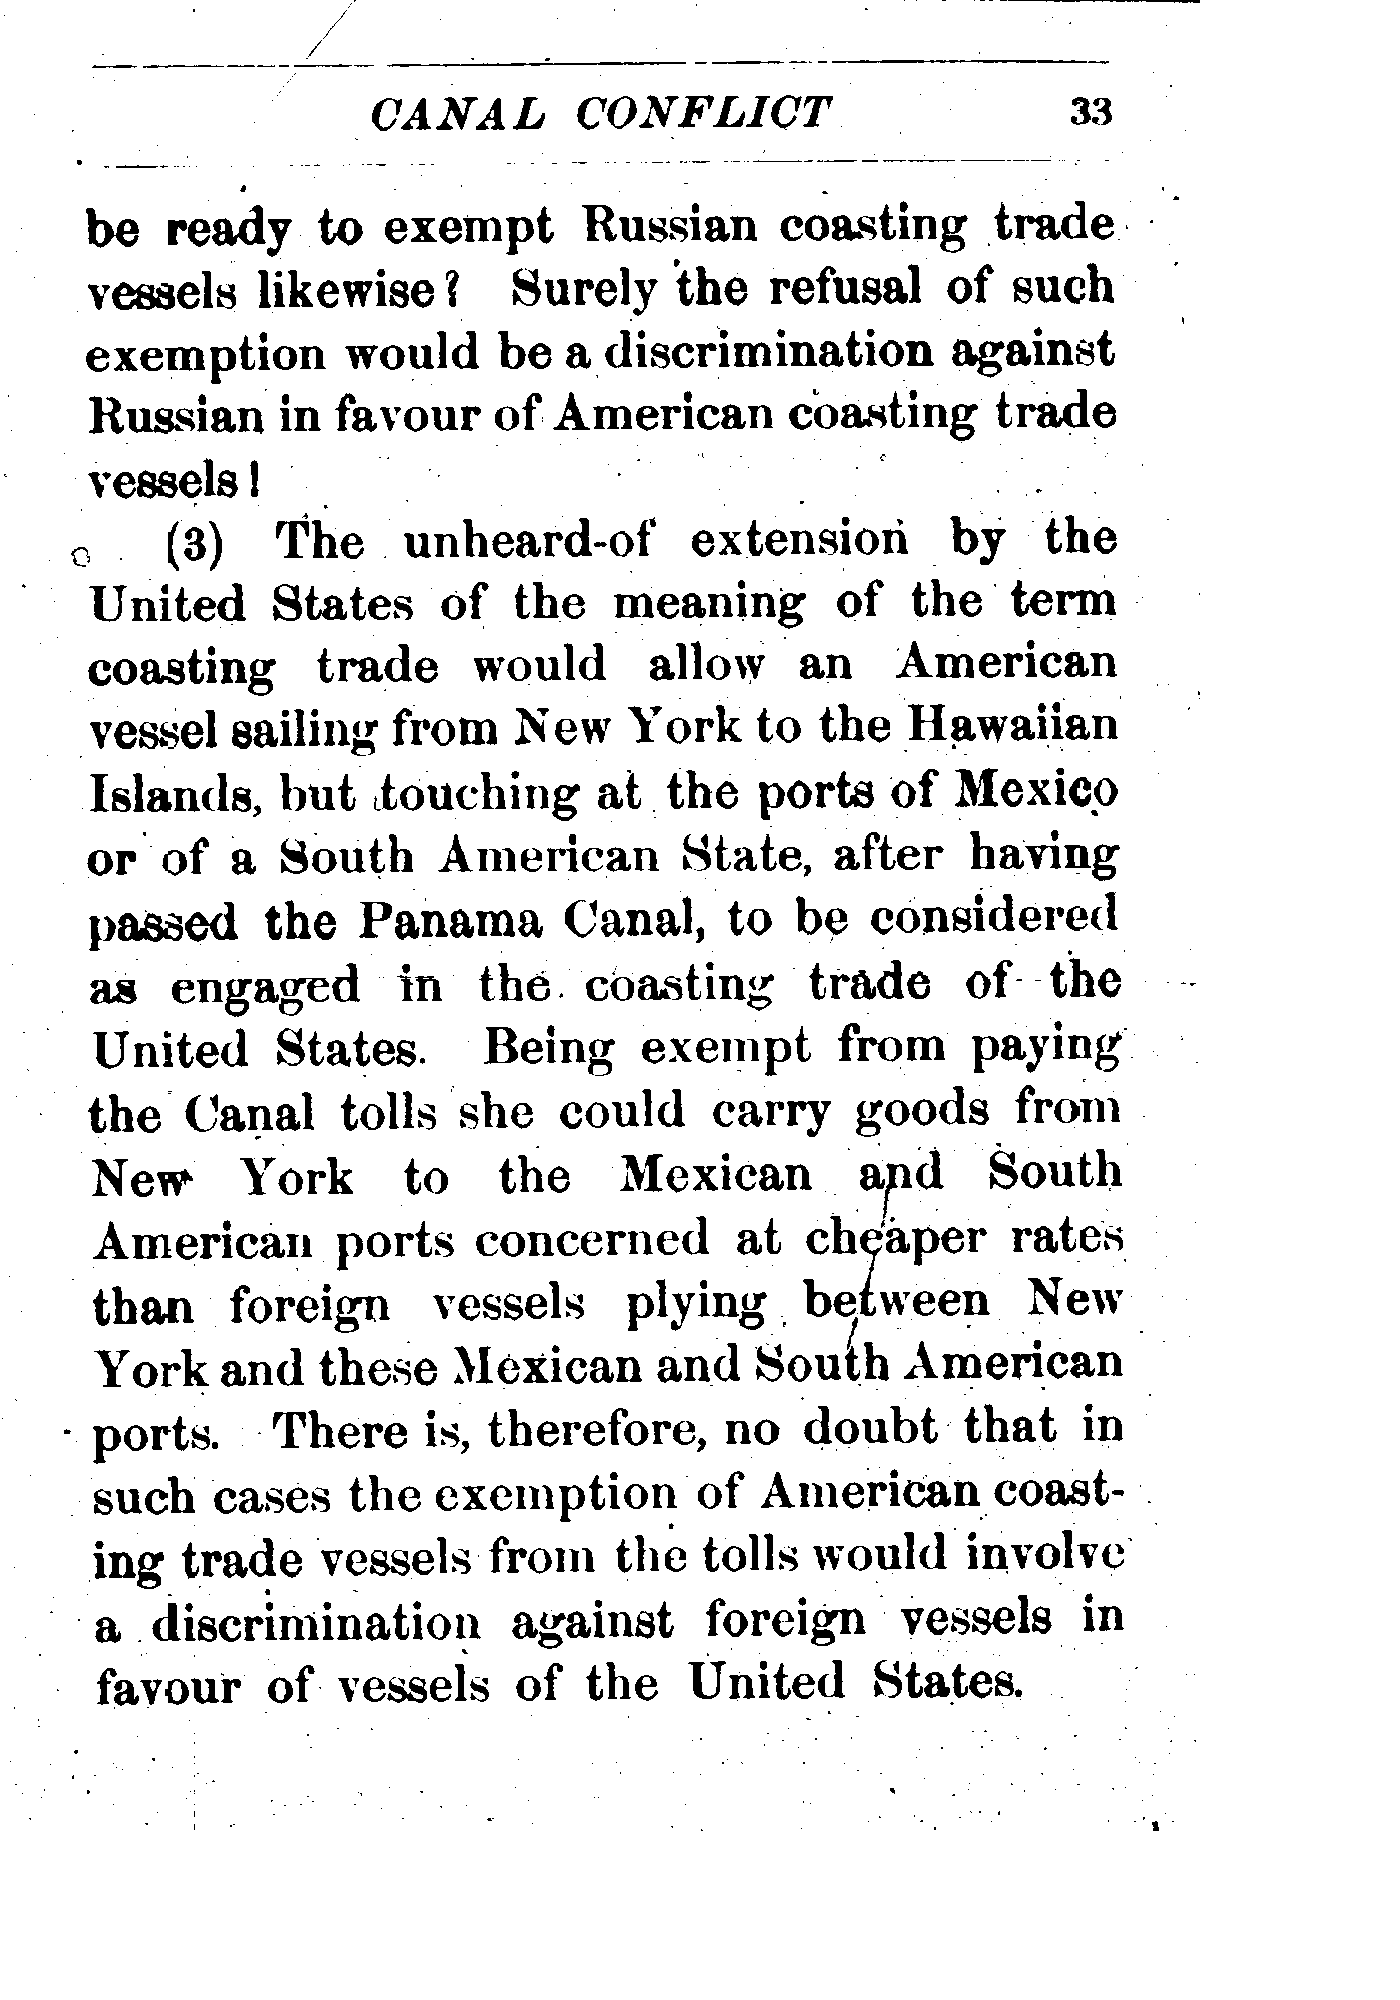 CANAL CONFLICT 33
be ready to exempt Russian coasting trade
vessels likewise? Surely the refusal of such
exemption would be a discrimination against
Russian in favour of American coasting trade
vessels!
(3) The unheard-of extension by the
United States of the meaning of the term
coasting trade would allow an American
vessel sailing from New York to the Hawaiian
Islands, but touching at the ports of Mexico
or of a South American State, after having
passed the Panama Canal, to be considered
as engaged in the coasting trade of the
United States. Being exempt from paying
the Canal tolls she could carry goods from
New York to the Mexican and South
American ports concerned at cheaper rates
than foreign vessels plying between New
York and these Mexican and South American
ports. There is, therefore, no doubt that in
such cases the exemption of American coast-
ing trade vessels from the tolls would involve
a discrimination against foreign vessels in
favour of vessels of the United States.